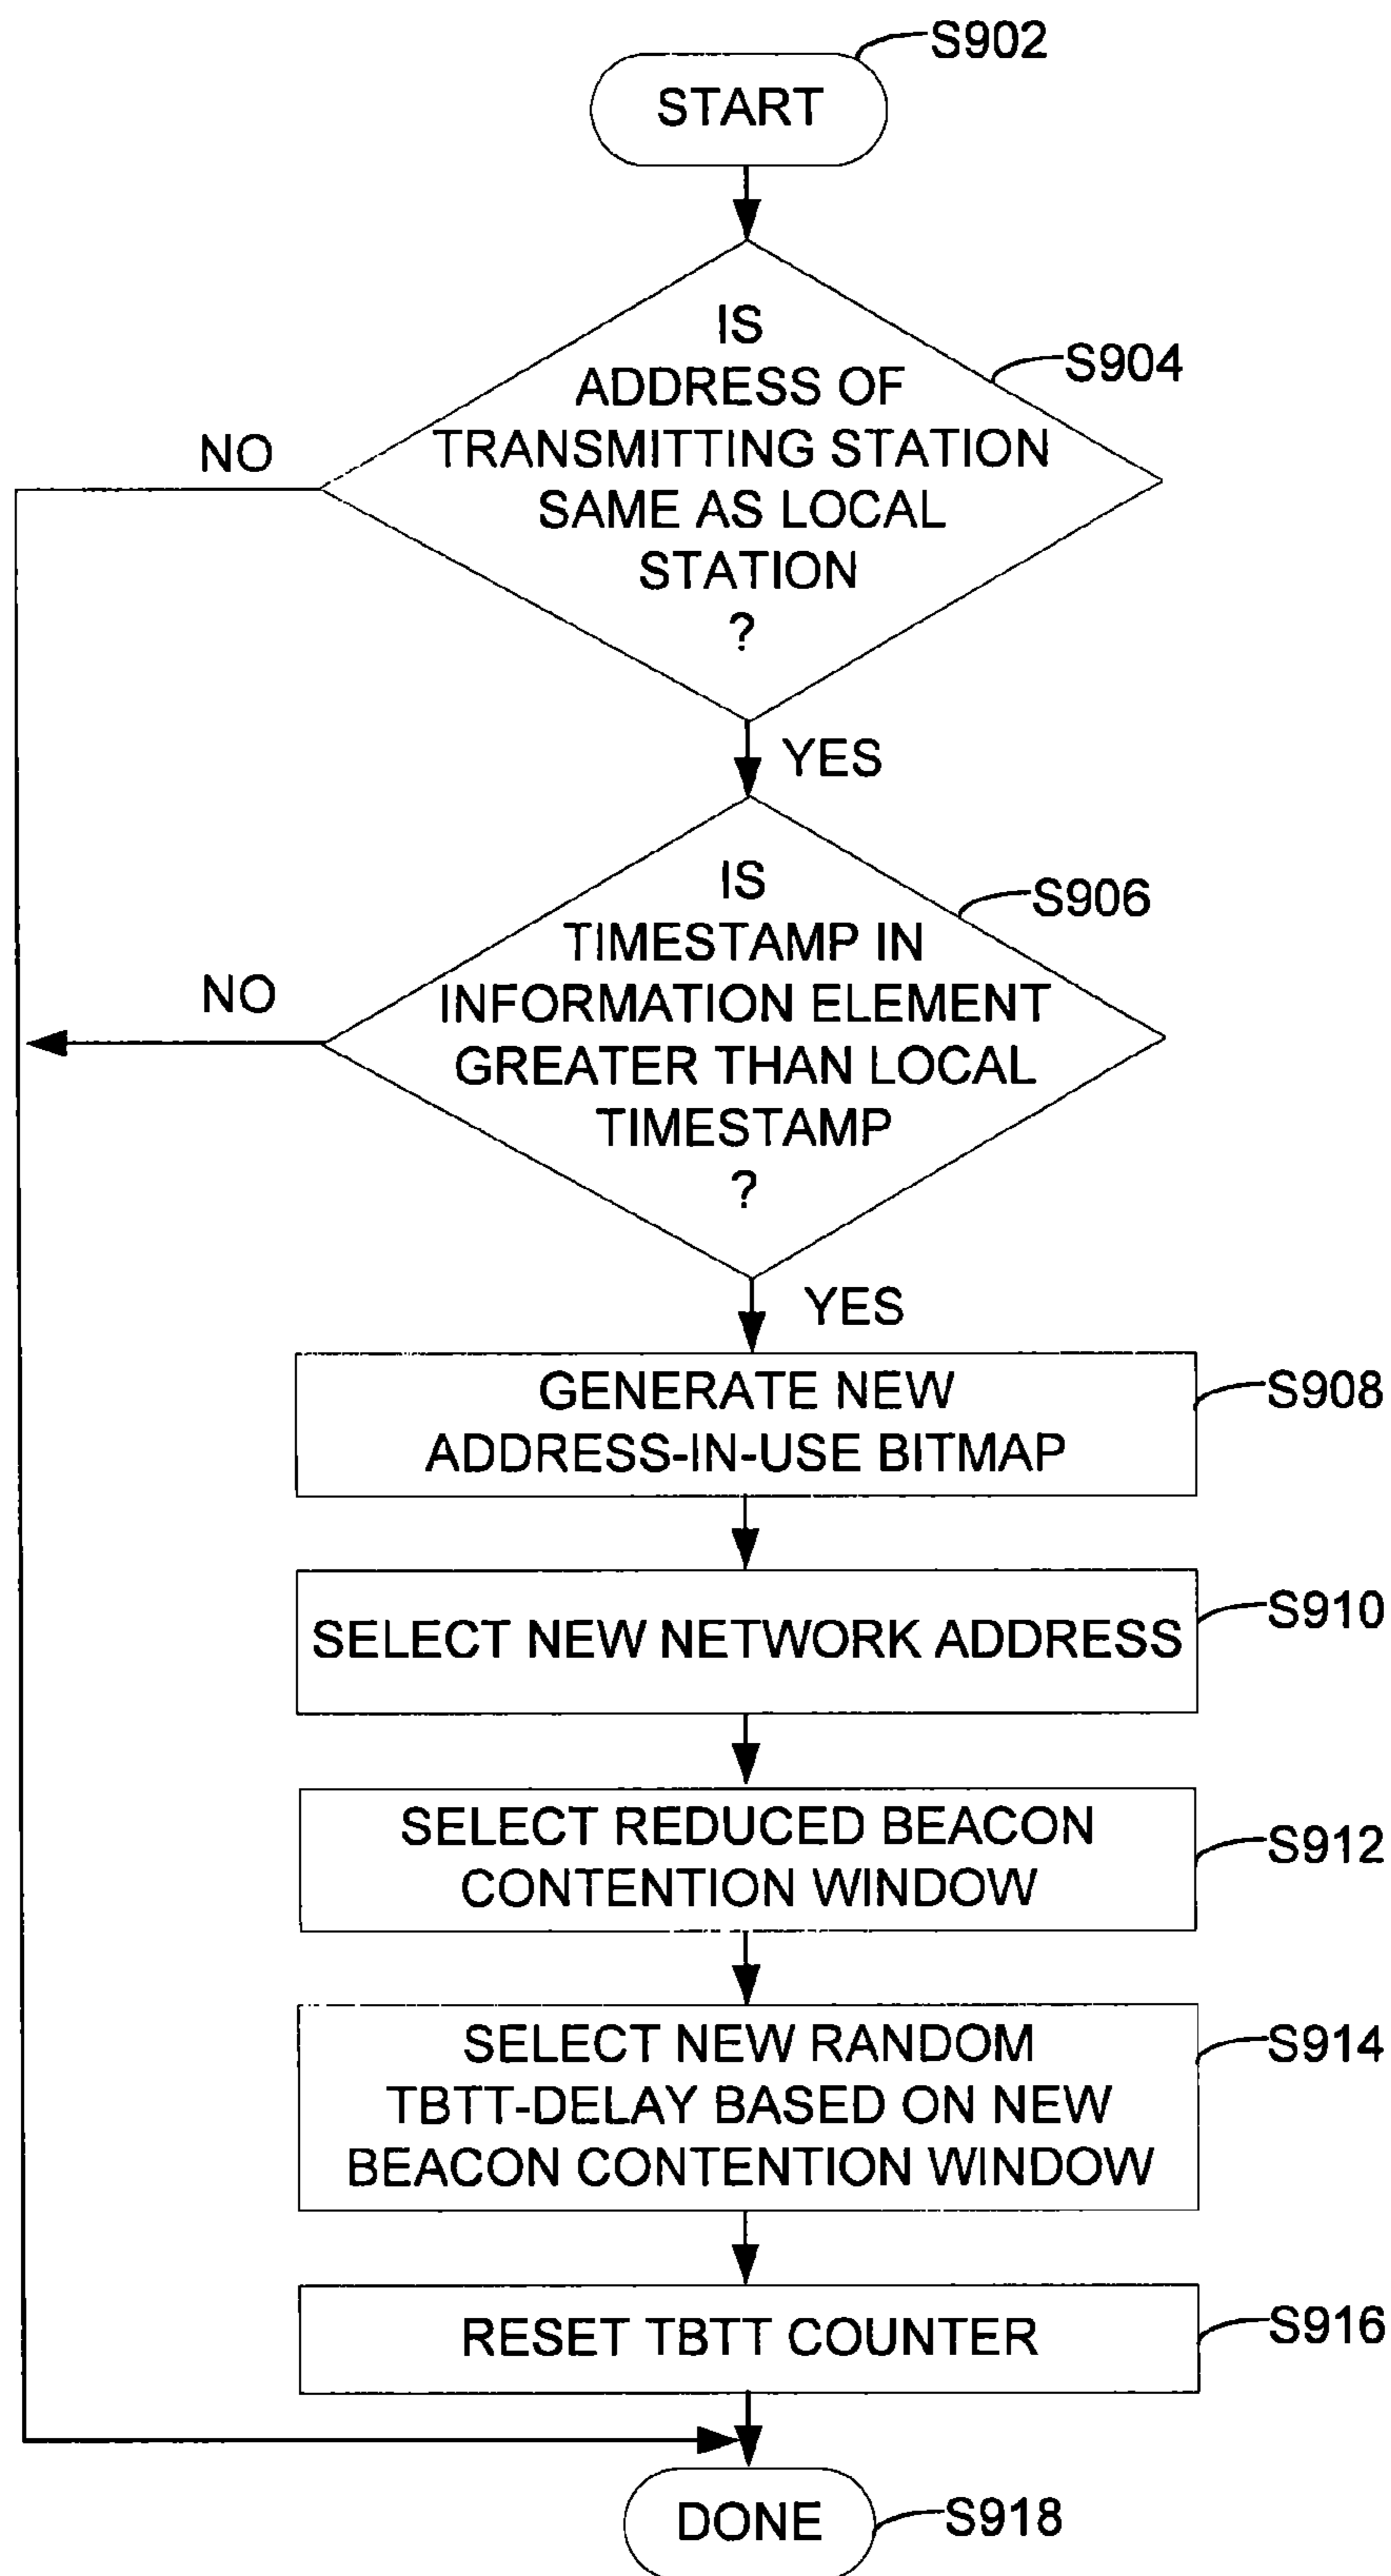 S902
START
IS
ADDRESS OF
TRANSMITTING STATION
SAME AS LOCAL
STATION
?
S904
NO
YES
IS
TIMESTAMP IN
INFORMATION ELEMENT
GREATER THAN LOCAL
TIMESTAMP
?
S906
NO
YES
GENERATE NEW
ADDRESS-IN-USE BITMAP
S908
SELECT NEW NETWORK ADDRESS
S910
SELECT REDUCED BEACON
CONTENTION WINDOW
S912
SELECT NEW RANDOM
TBTT-DELAY BASED ON NEW
BEACON CONTENTION WINDOW
S914
RESET TBTT COUNTER
S916
DONE
S918